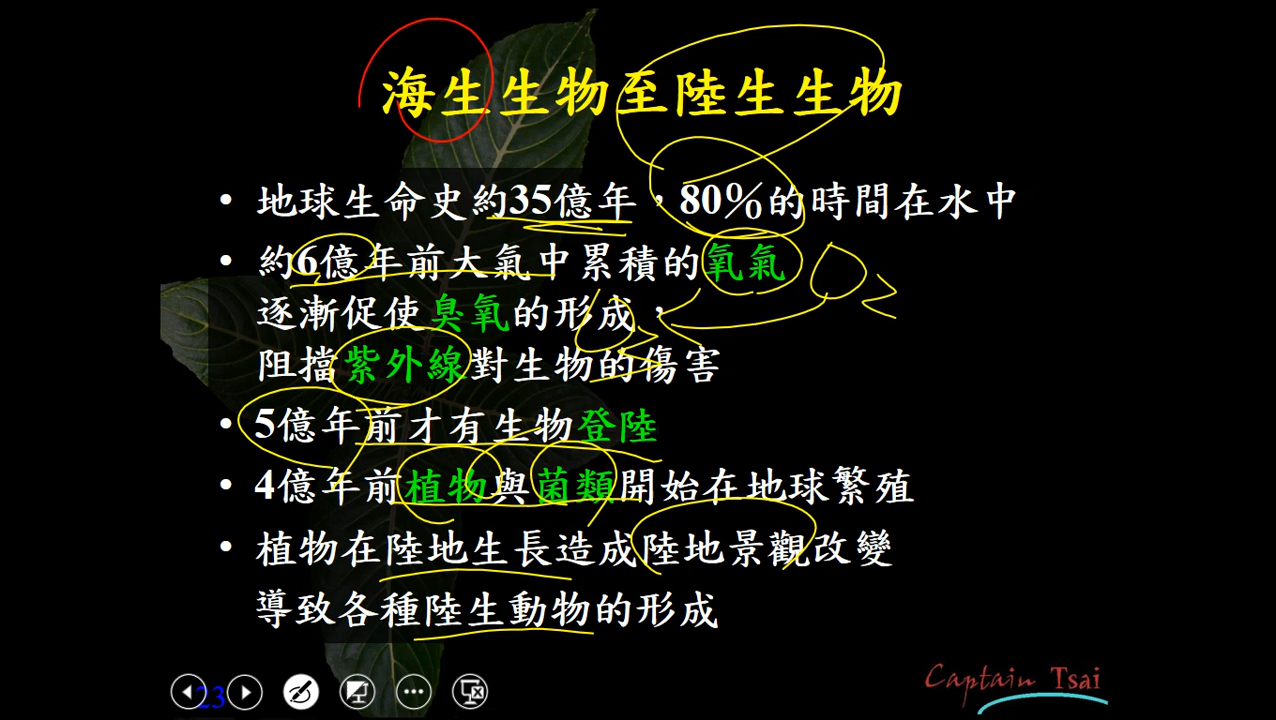 海生生物至陸生生物
• 地球生命史約35億年，80%的時間在水中
• 約6億年前大氣中累積的氧氣
逐漸促使臭氧的形成，
阻擋紫外線對生物的傷害
• 5億年前才有生物登陸
• 4億年前植物與菌類開始在地球繁殖
• 植物在陸地生長造成陸地景觀改變
導致各種陸生動物的形成
O2
O3
23
Captain Tsai